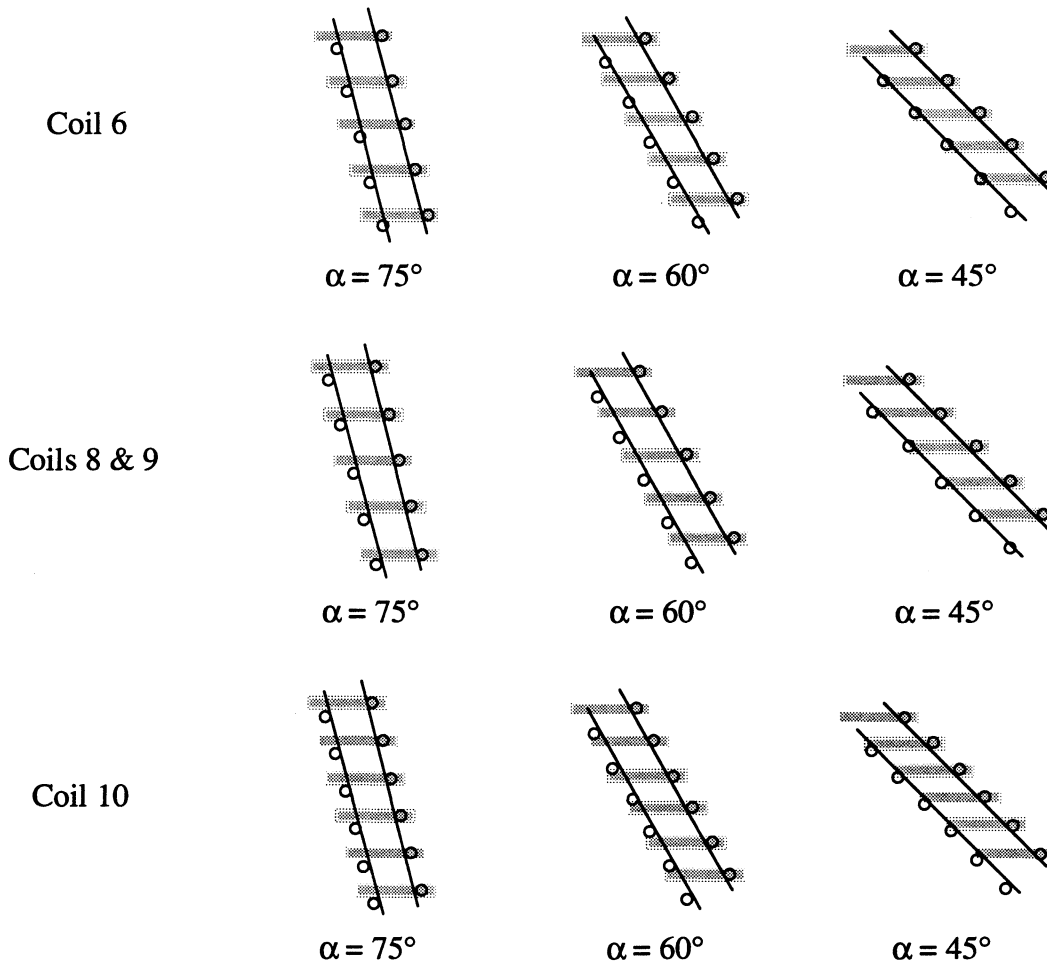 Coil 6
α = 75°
α = 60°
α = 45°
Coils 8 & 9
α = 75°
α = 60°
α = 45°
Coil 10
α = 75°
α = 60°
α = 45°